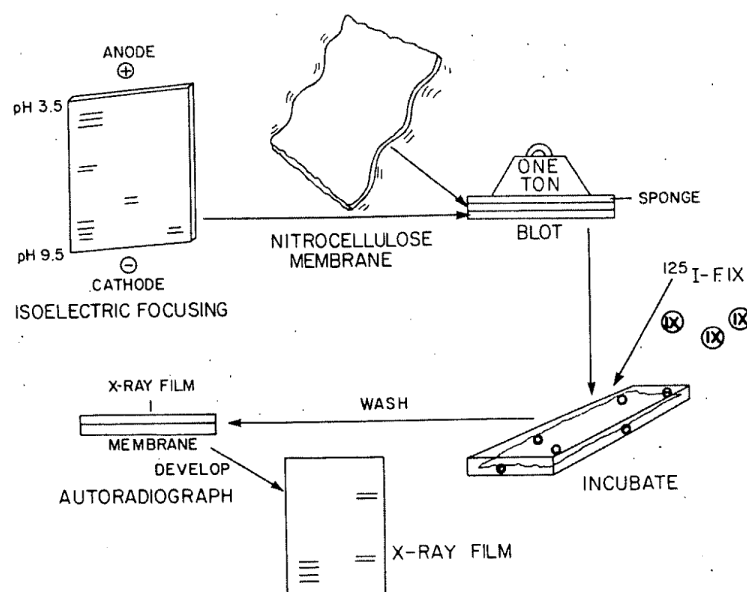 ANODE
⊕
pH 3.5
pH 9.5
⊖
CATHODE
ISOELECTRIC FOCUSING
NITROCELLULOSE
MEMBRANE
ONE
TON
SPONGE
BLOT
¹²⁵I-F.IX
IX
IX
IX
INCUBATE
WASH
X-RAY FILM
MEMBRANE
DEVELOP
AUTORADIOGRAPH
X-RAY FILM